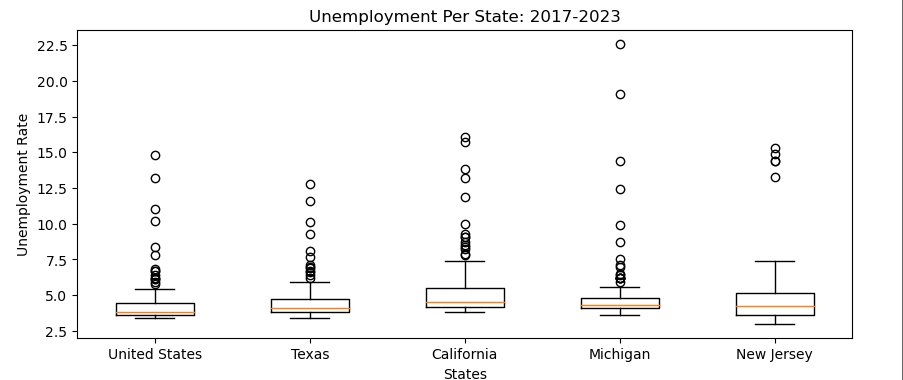 Unemployment Per State: 2017-2023
22.5
20.0
17.5
15.0
12.5
10.0
7.5
5.0
2.5
Unemployment Rate
United States Texas California Michigan New Jersey
States